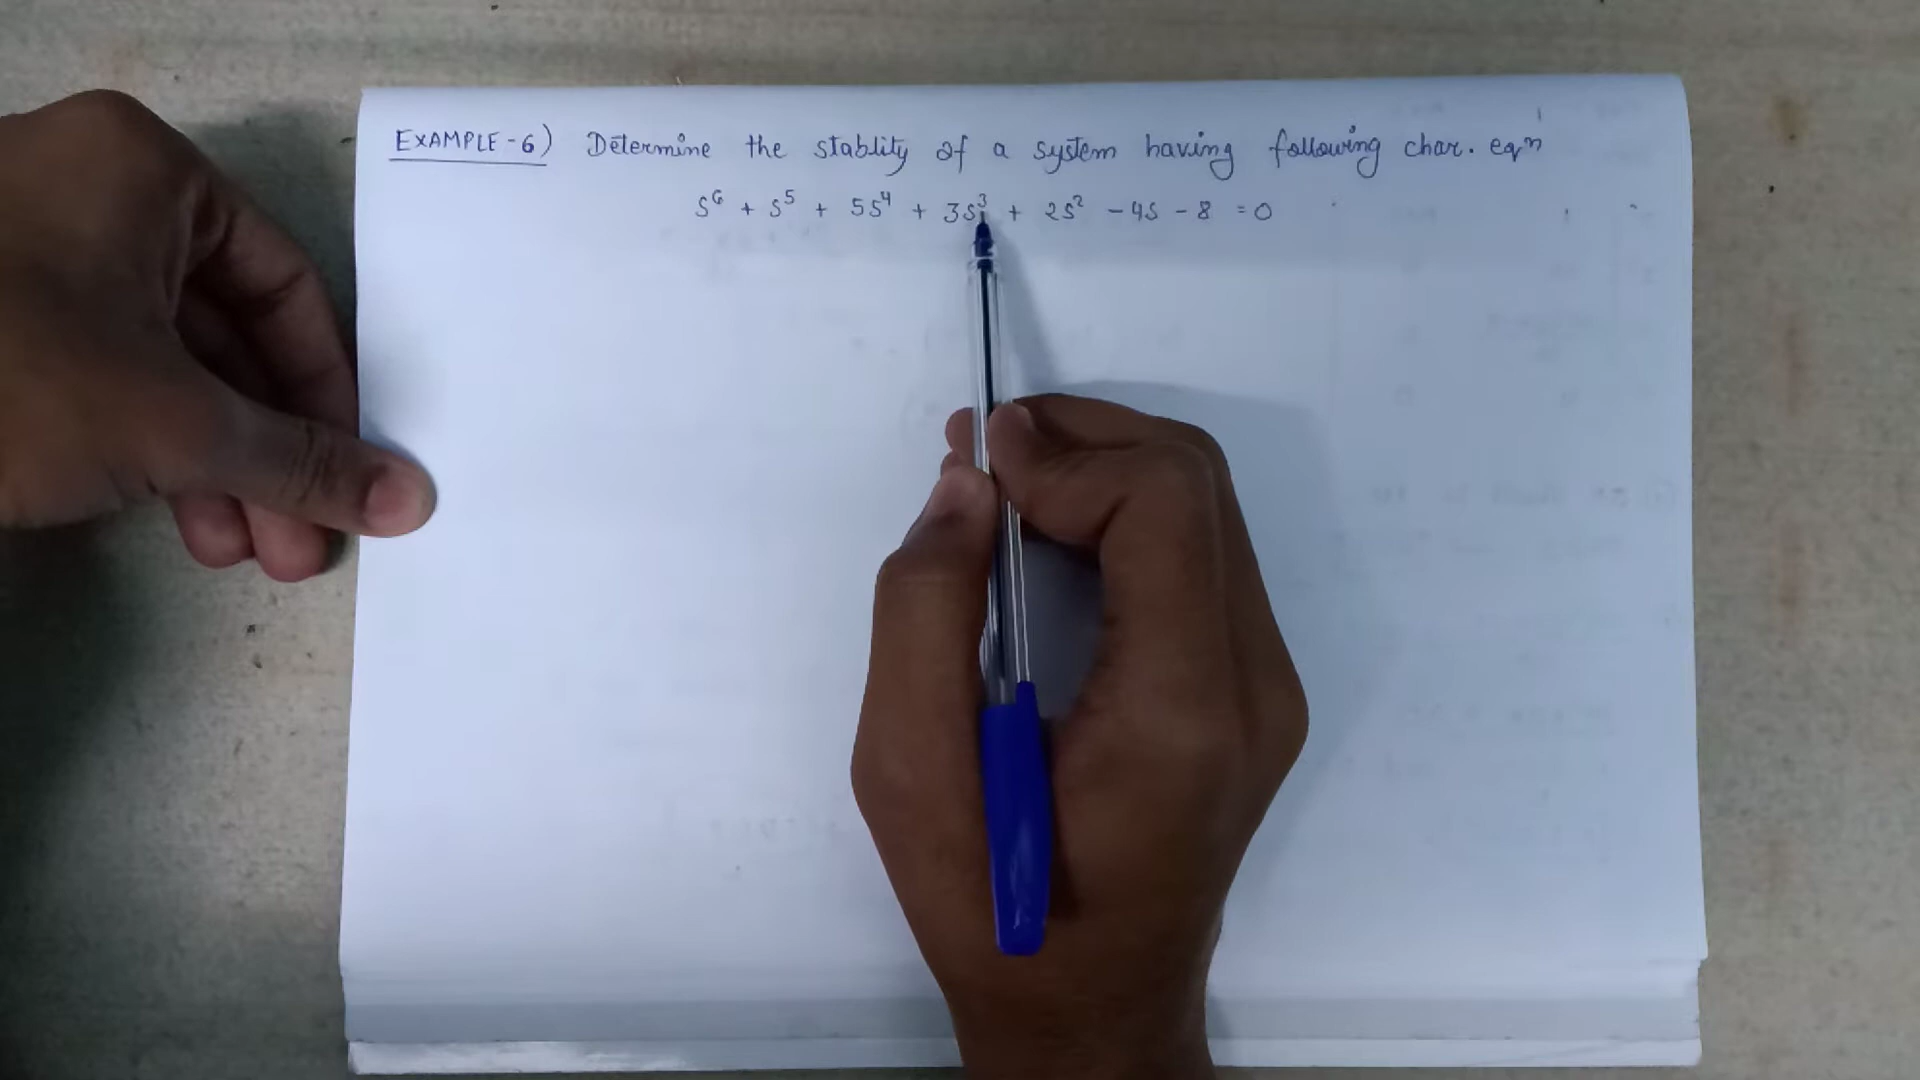 EXAMPLE-6) Determine the stablity of a system having following char. eqⁿ
s⁶ + s⁵ + 5s⁴ + 3s³ + 2s² - 4s - 8 = 0